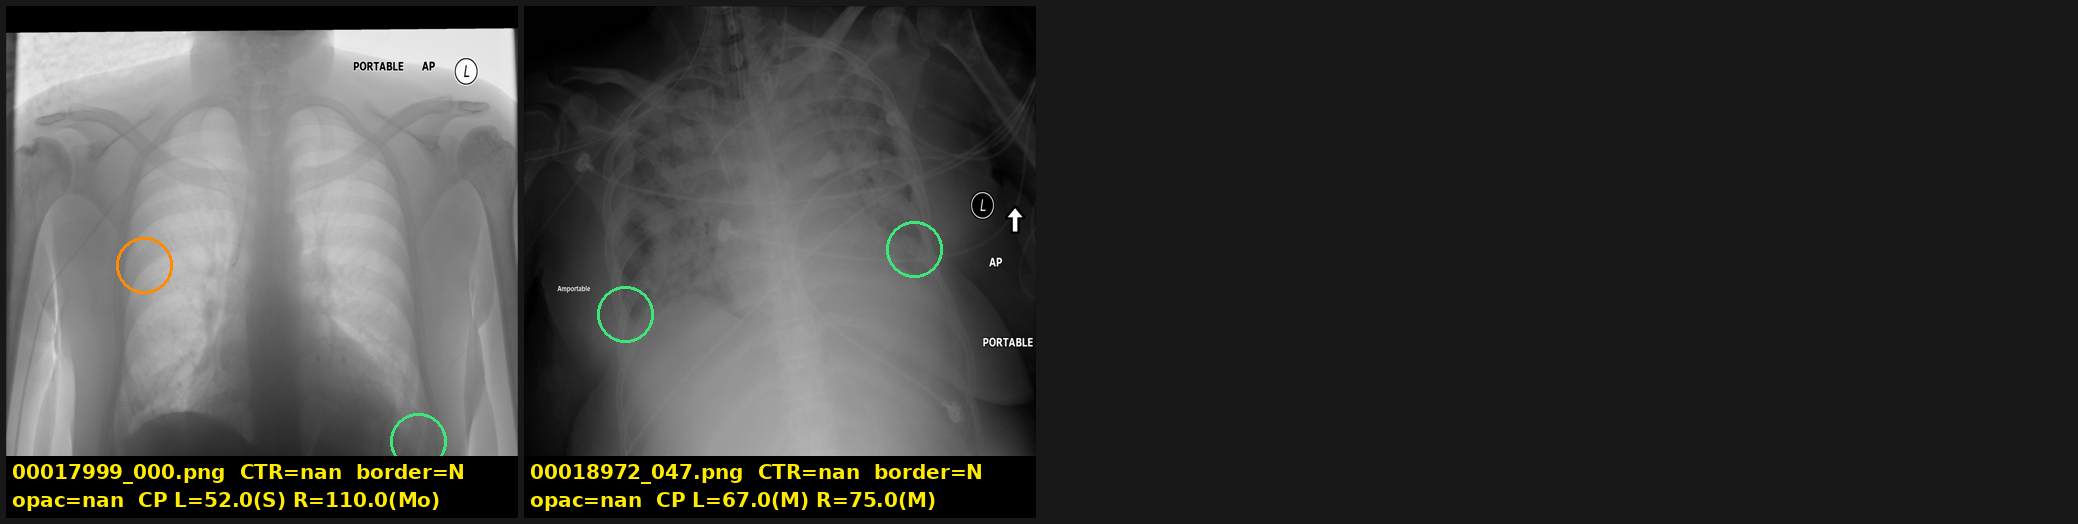 PORTABLE AP L
L
AP
Amportable
PORTABLE
00017999_000.png CTR=nan border=N
opac=nan CP L=52.0(S) R=110.0(Mo)
00018972_047.png CTR=nan border=N
opac=nan CP L=67.0(M) R=75.0(M)